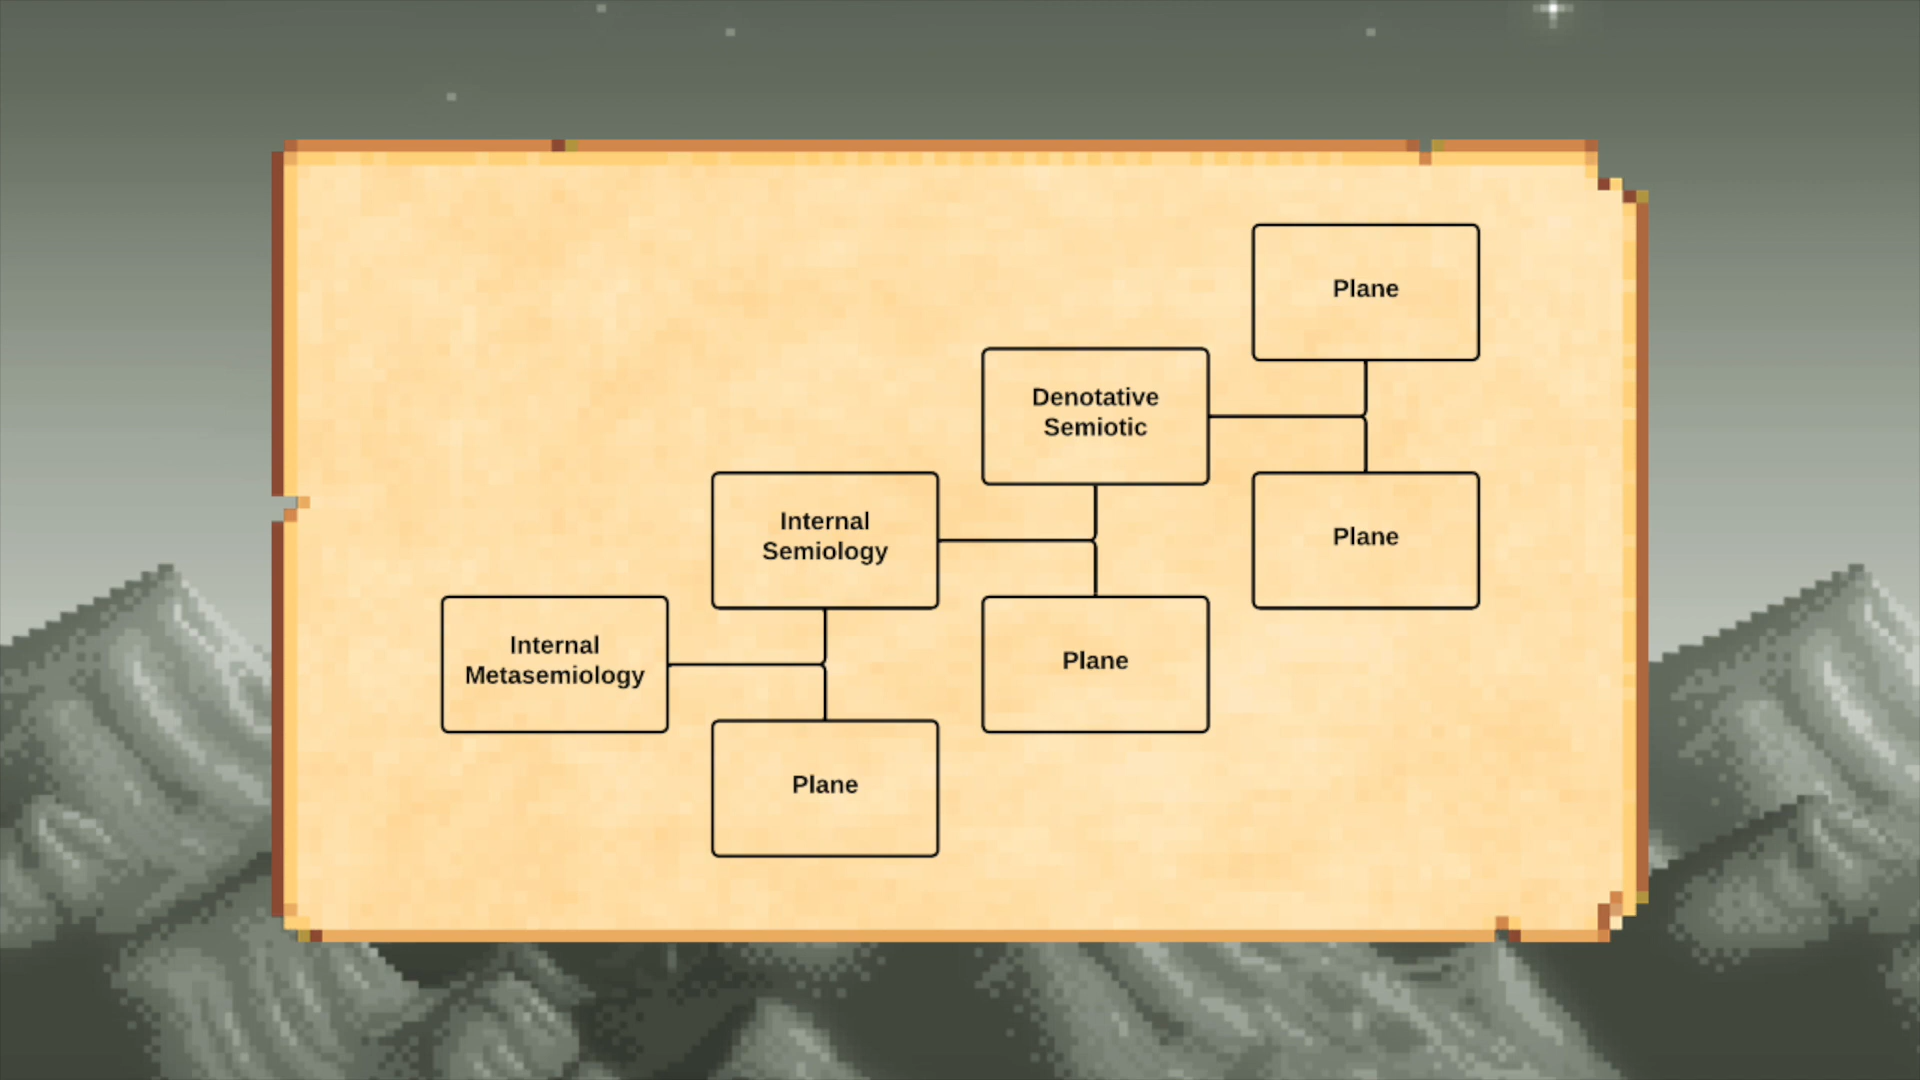 Plane
Denotative
Semiotic
Internal
Semiology
Plane
Internal
Metasemiology
Plane
Plane